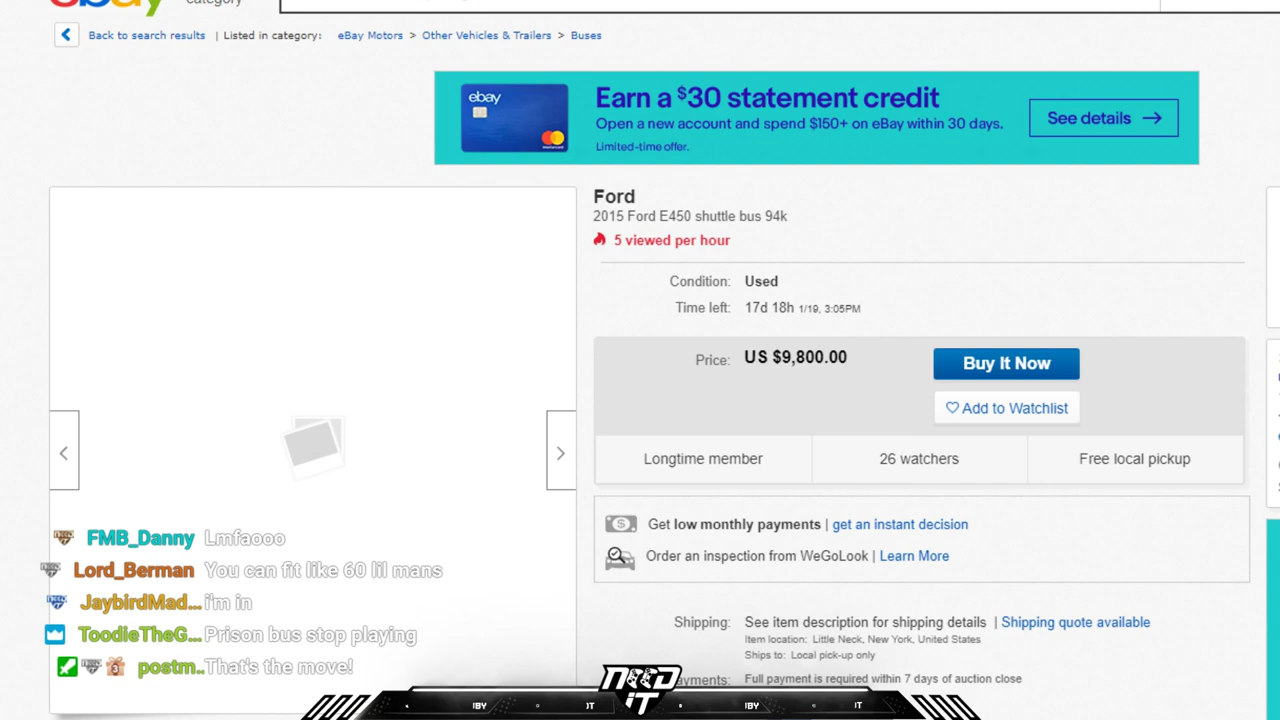 ebay
category
Back to search results | Listed in category: eBay Motors > Other Vehicles & Trailers > Buses
ebay
mastercard
Earn a $30 statement credit
Open a new account and spend $150+ on eBay within 30 days.
Limited-time offer.
See details →
Ford
2015 Ford E450 shuttle bus 94k
5 viewed per hour
Condition: Used
Time left: 17d 18h 1/19, 3:05PM
Price: US $9,800.00
Buy It Now
Add to Watchlist
Longtime member
26 watchers
Free local pickup
Get low monthly payments | get an instant decision
Order an inspection from WeGoLook | Learn More
Shipping: See item description for shipping details | Shipping quote available
Item location: Little Neck, New York, United States
Ships to: Local pick-up only
yments: Full payment is required within 7 days of auction close
FMB_Danny Lmfaooo
Lord_Berman You can fit like 60 lil mans
JaybirdMad... i'm in
ToodieTheG... Prison bus stop playing
3 postm.. That's the move!
NEED
iT